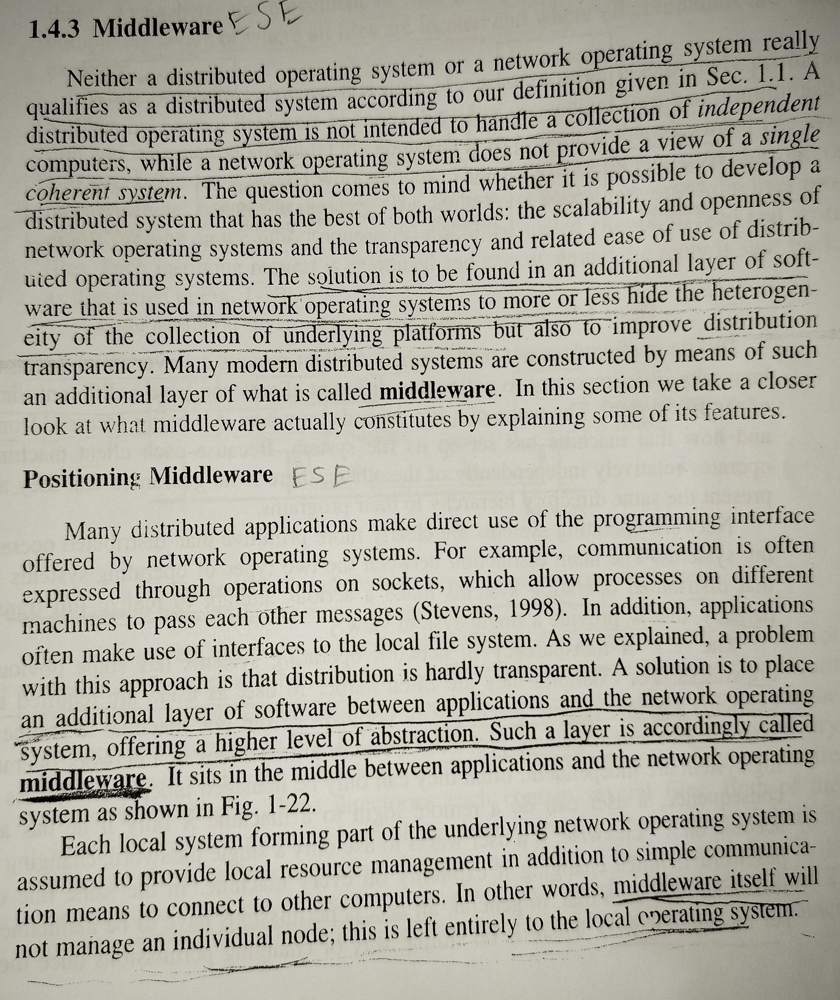 1.4.3 Middleware ESE
Neither a distributed operating system or a network operating system really
qualifies as a distributed system according to our definition given in Sec. 1.1. A
distributed operating system is not intended to handle a collection of independent
computers, while a network operating system does not provide a view of a single
coherent system. The question comes to mind whether it is possible to develop a
distributed system that has the best of both worlds: the scalability and openness of
network operating systems and the transparency and related ease of use of distrib-
uted operating systems. The solution is to be found in an additional layer of soft-
ware that is used in network operating systems to more or less hide the heterogen-
eity of the collection of underlying platforms but also to improve distribution
transparency. Many modern distributed systems are constructed by means of such
an additional layer of what is called middleware. In this section we take a closer
look at what middleware actually constitutes by explaining some of its features.
Positioning Middleware ESE
Many distributed applications make direct use of the programming interface
offered by network operating systems. For example, communication is often
expressed through operations on sockets, which allow processes on different
machines to pass each other messages (Stevens, 1998). In addition, applications
often make use of interfaces to the local file system. As we explained, a problem
with this approach is that distribution is hardly transparent. A solution is to place
an additional layer of software between applications and the network operating
system, offering a higher level of abstraction. Such a layer is accordingly called
middleware. It sits in the middle between applications and the network operating
system as shown in Fig. 1-22.
Each local system forming part of the underlying network operating system is
assumed to provide local resource management in addition to simple communica-
tion means to connect to other computers. In other words, middleware itself will
not manage an individual node; this is left entirely to the local operating system.